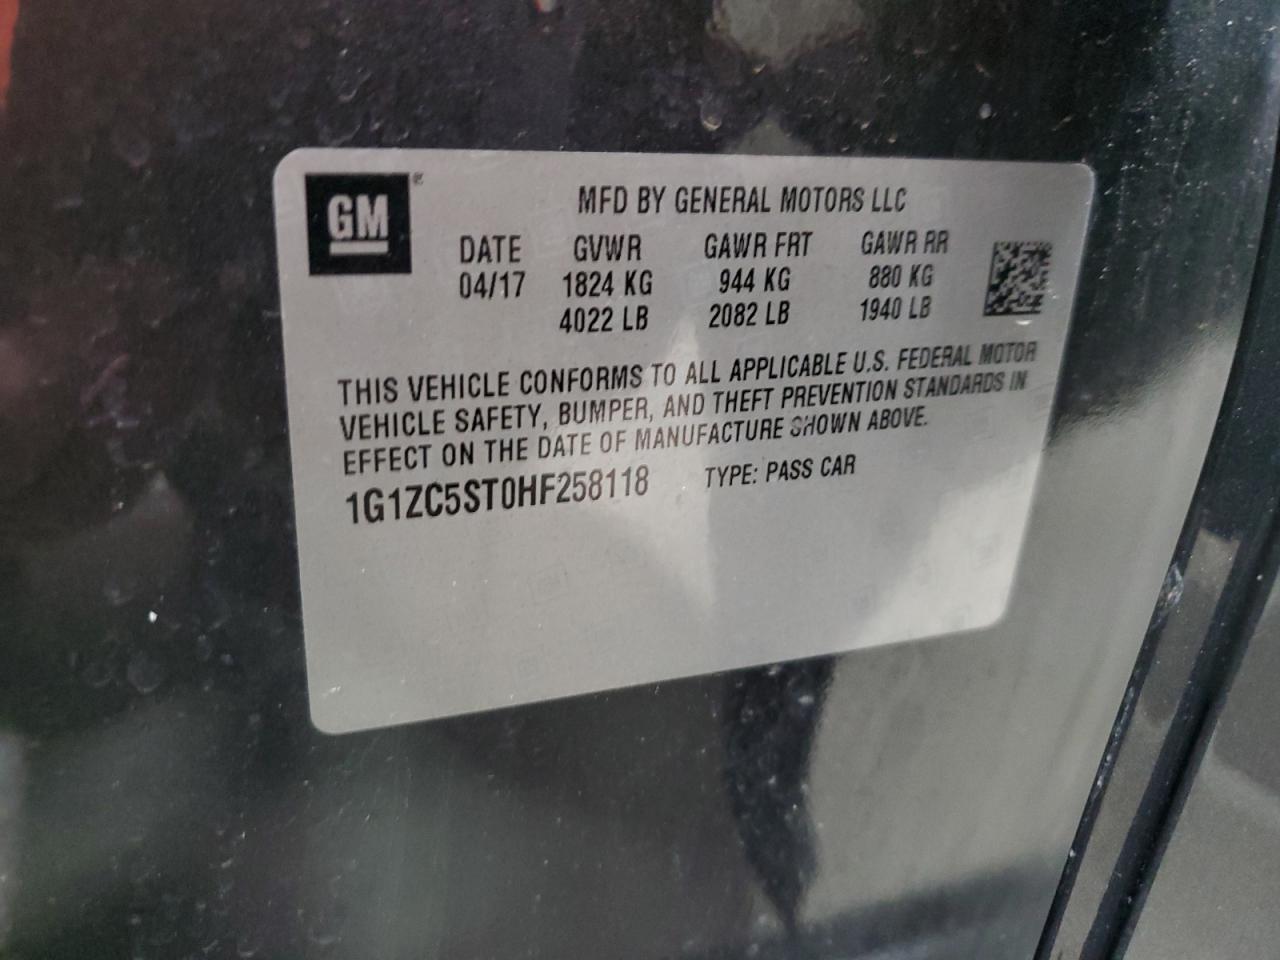 GM ®
MFD BY GENERAL MOTORS LLC
DATE GVWR GAWR FRT GAWR RR
04/17 1824 KG 944 KG 880 KG
4022 LB 2082 LB 1940 LB
THIS VEHICLE CONFORMS TO ALL APPLICABLE U.S. FEDERAL MOTOR
VEHICLE SAFETY, BUMPER, AND THEFT PREVENTION STANDARDS IN
EFFECT ON THE DATE OF MANUFACTURE SHOWN ABOVE.
1G1ZC5ST0HF258118 TYPE: PASS CAR